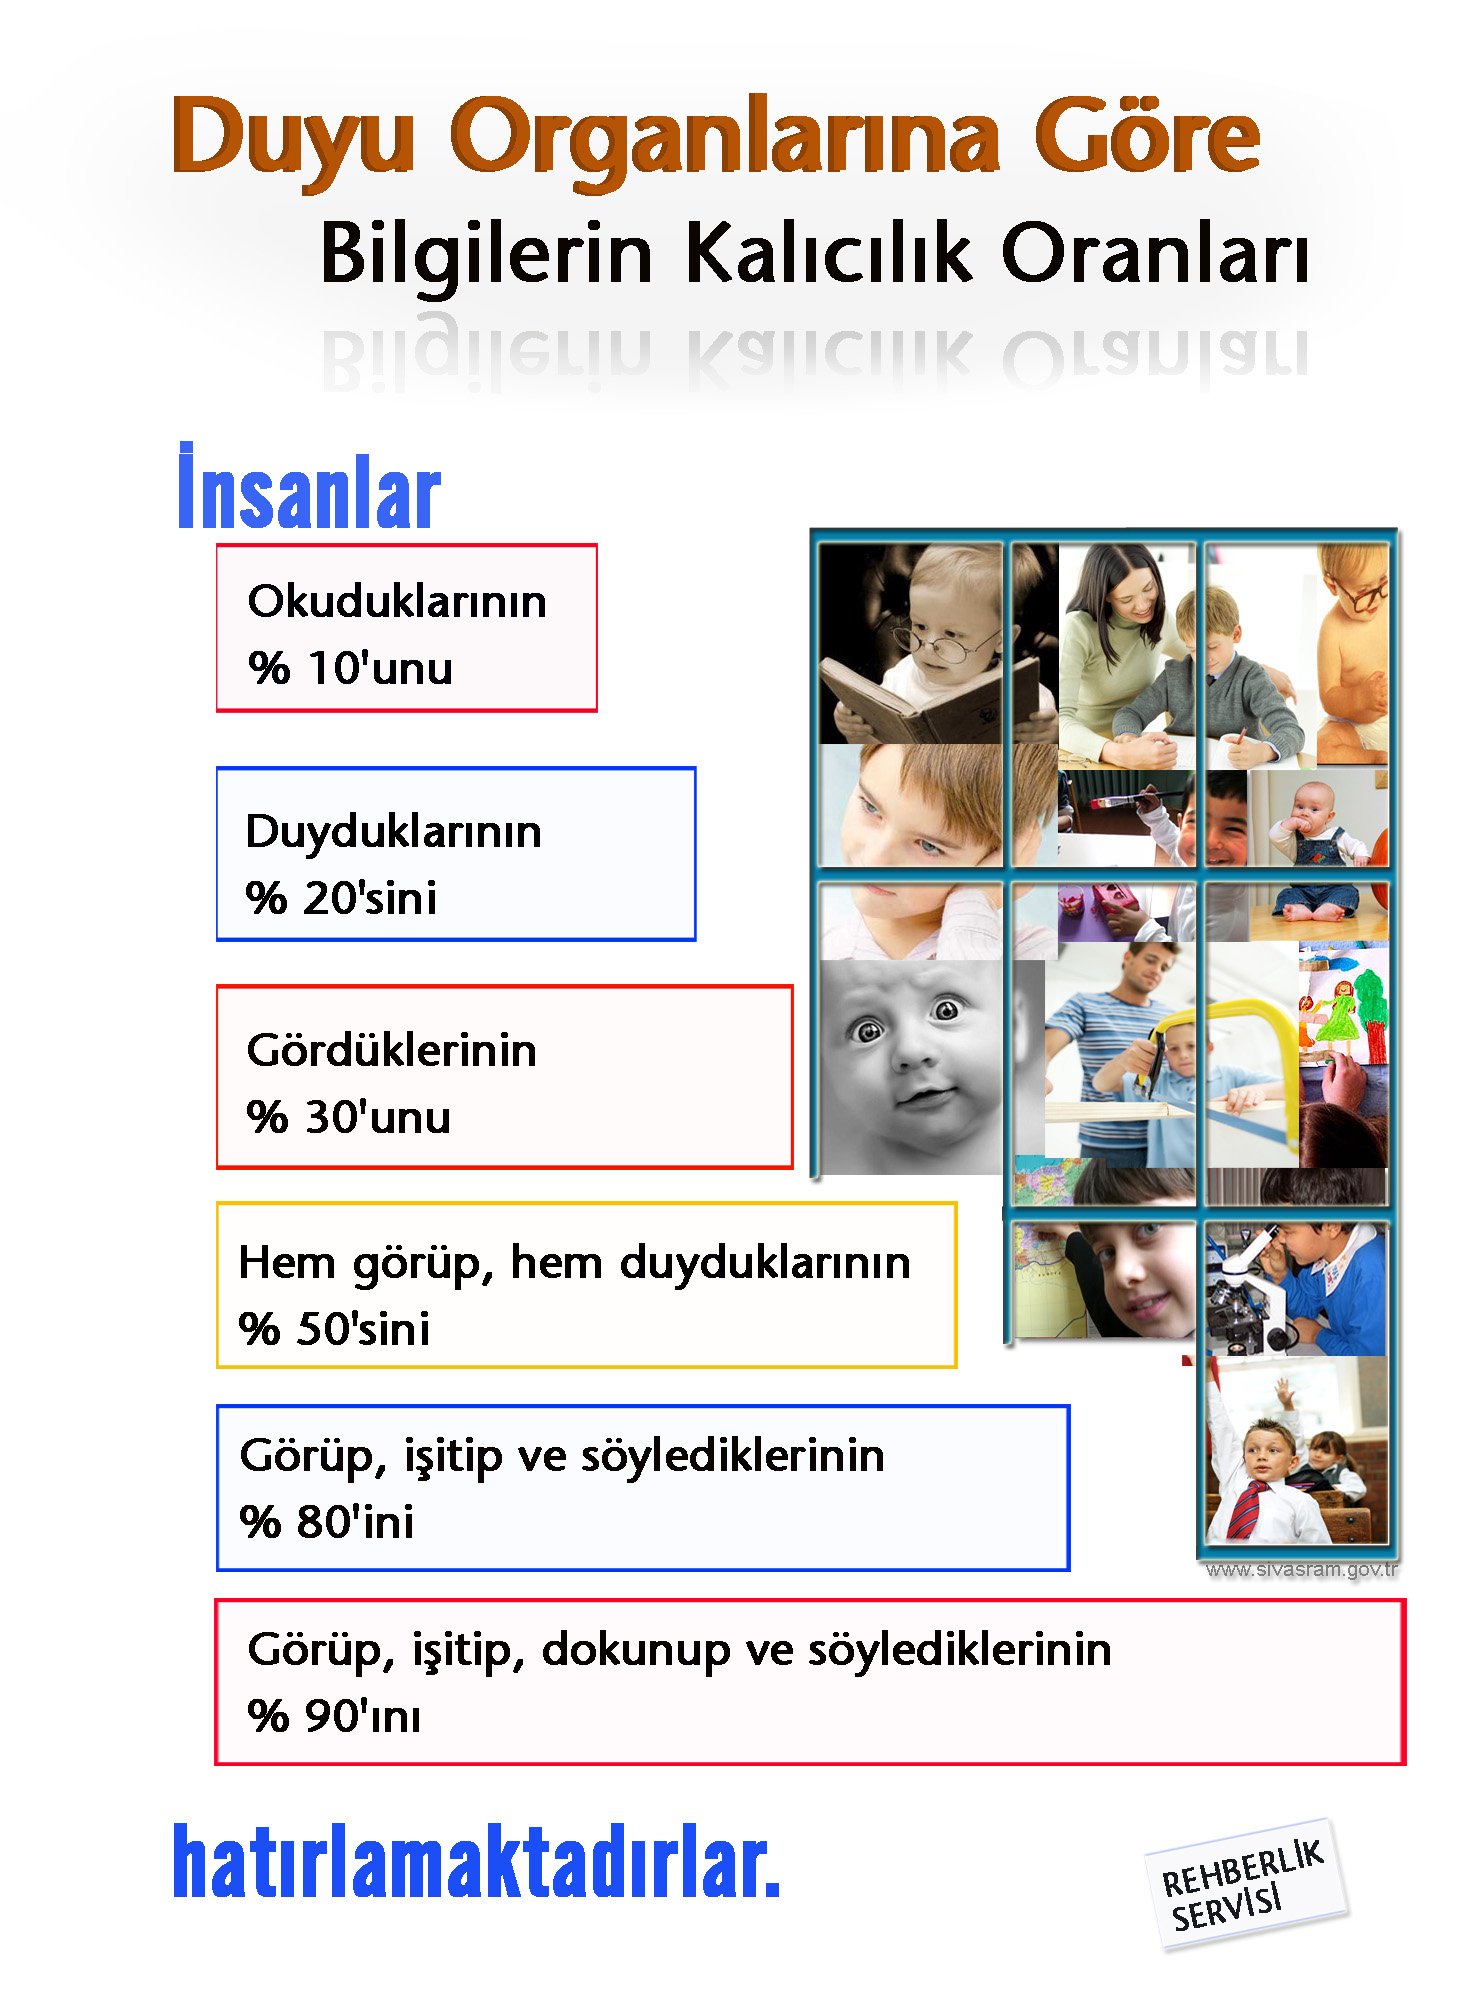 Duyu Organlarına Göre
Bilgilerin Kalıcılık Oranları
İnsanlar
Okuduklarının
% 10'unu
Duyduklarının
% 20'sini
Gördüklerinin
% 30'unu
Hem görüp, hem duyduklarının
% 50'sini
Görüp, işitip ve söylediklerinin
% 80'ini
www.sivasram.gov.tr
Görüp, işitip, dokunup ve söylediklerinin
% 90'ını
hatırlamaktadırlar.
REHBERLİK
SERVİSİ